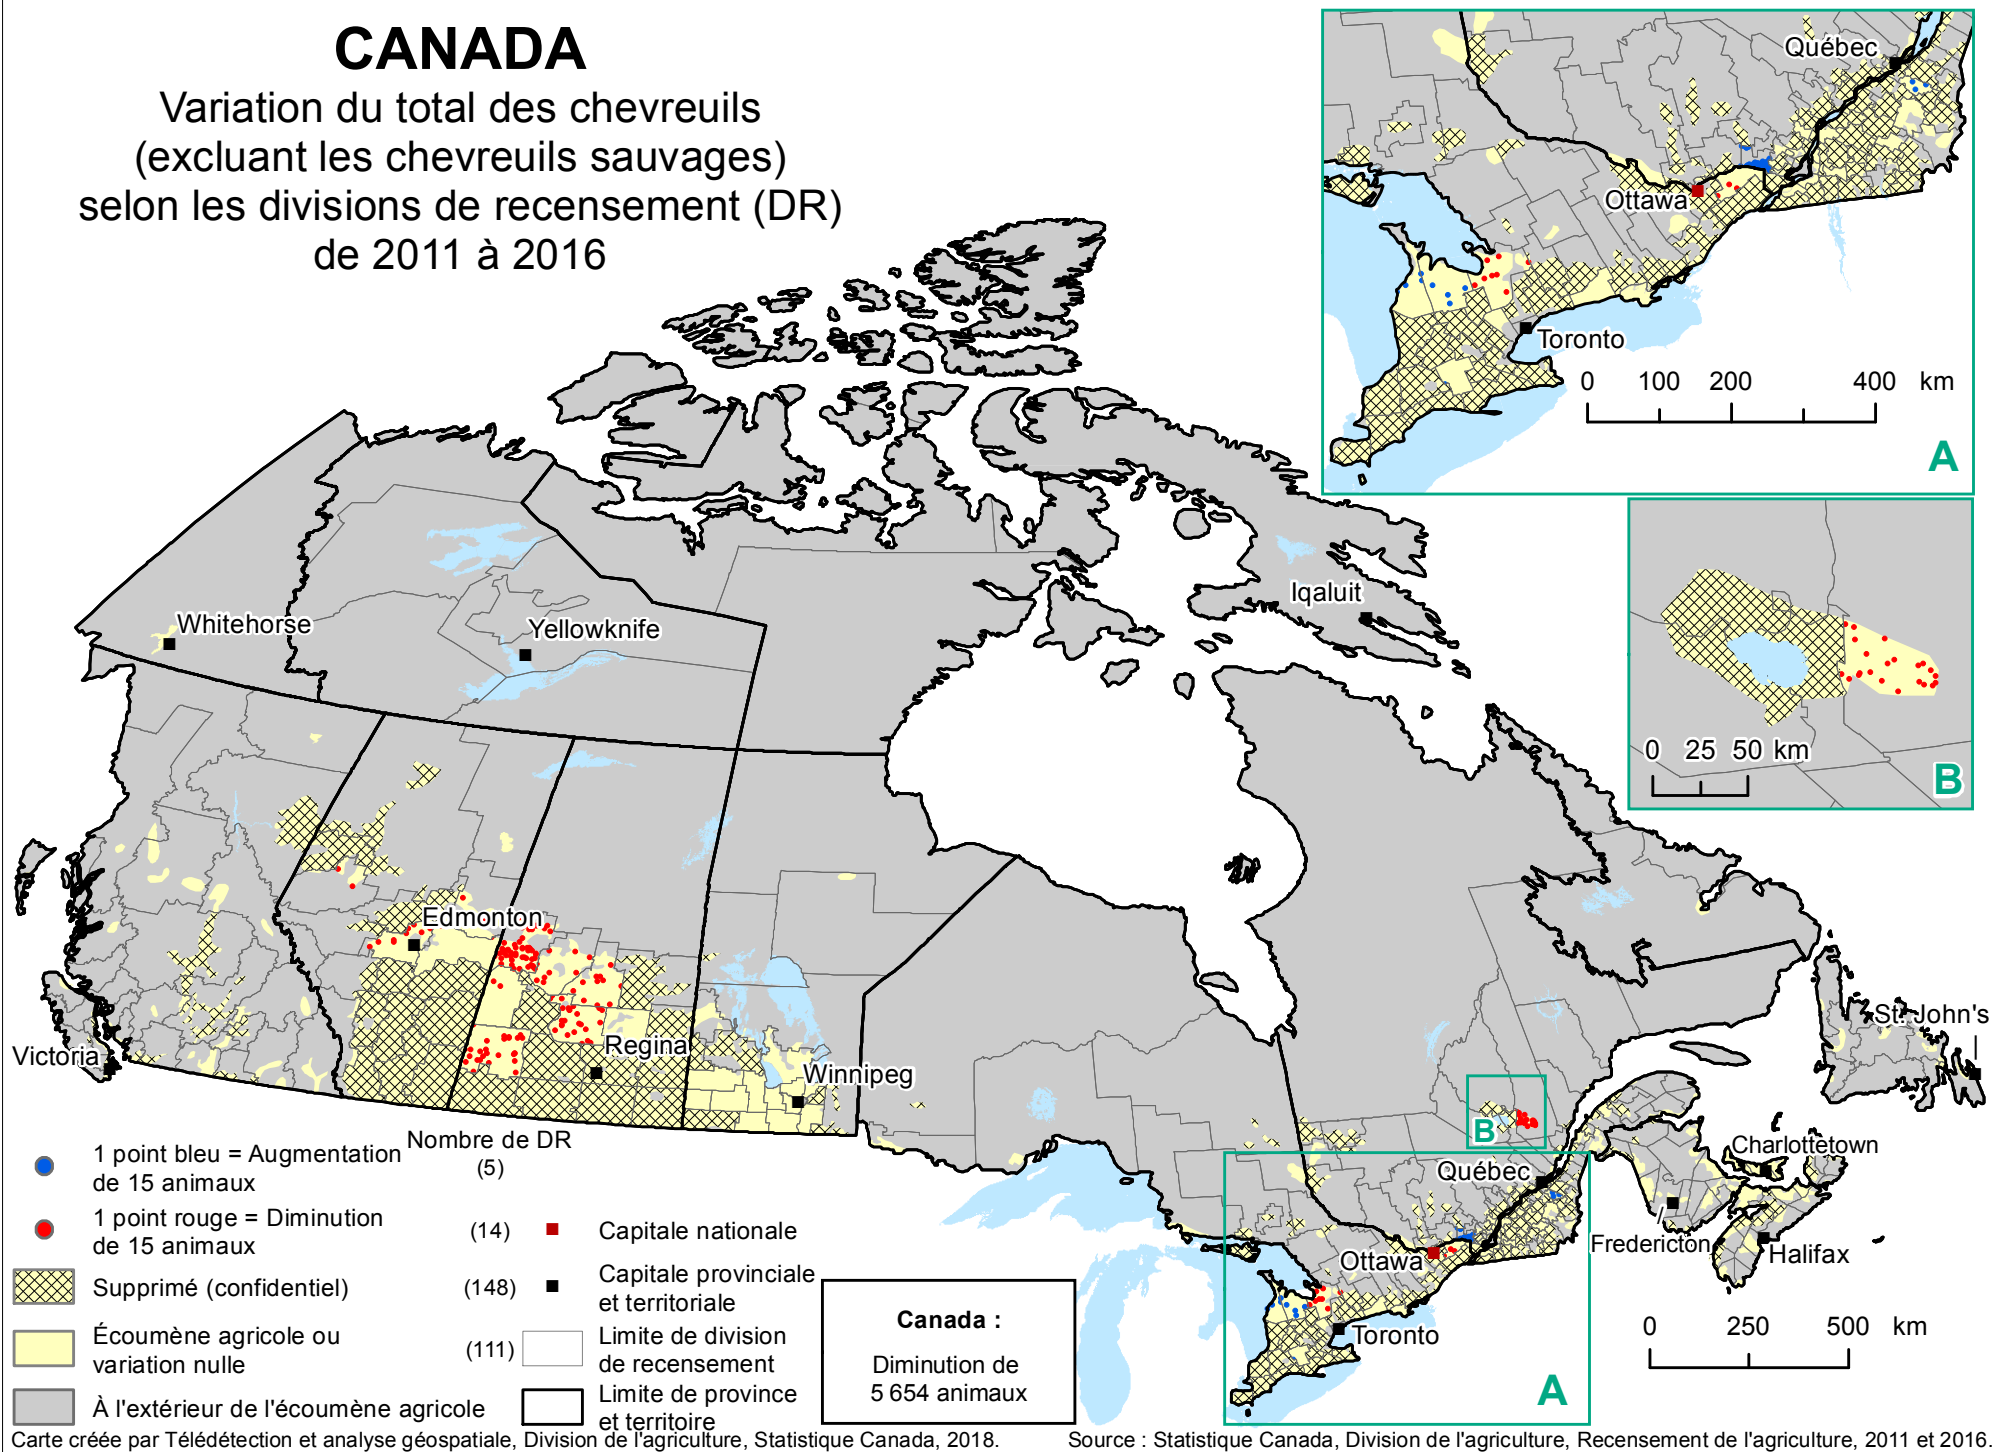 CANADA
Variation du total des chevreuils
(excluant les chevreuils sauvages)
selon les divisions de recensement (DR)
de 2011 à 2016
Québec
Ottawa
Toronto
0 100 200 400 km
A
0 25 50 km
B
Whitehorse
Yellowknife
Iqaluit
Edmonton
Regina
Victoria
Winnipeg
St. John's
B
Charlottetown
Québec
Fredericton
Halifax
Ottawa
Toronto
A
0 250 500 km
Nombre de DR
1 point bleu = Augmentation
de 15 animaux
(5)
1 point rouge = Diminution
de 15 animaux
(14)
Supprimé (confidentiel)
(148)
Écoumène agricole ou
variation nulle
(111)
À l'extérieur de l'écoumène agricole
Capitale nationale
Capitale provinciale
et territoriale
Limite de division
de recensement
Limite de province
et territoire
Canada :
Diminution de
5 654 animaux
Carte créée par Télédétection et analyse géospatiale, Division de l'agriculture, Statistique Canada, 2018.
Source : Statistique Canada, Division de l'agriculture, Recensement de l'agriculture, 2011 et 2016.